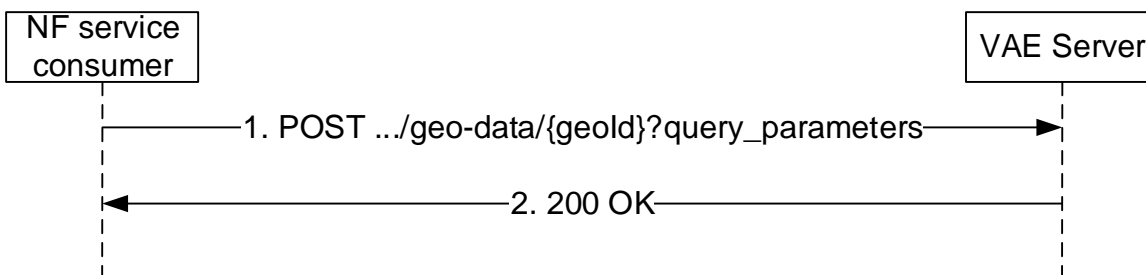 NF service
consumer
VAE Server
1. POST .../geo-data/{geoId}?query_parameters
2. 200 OK